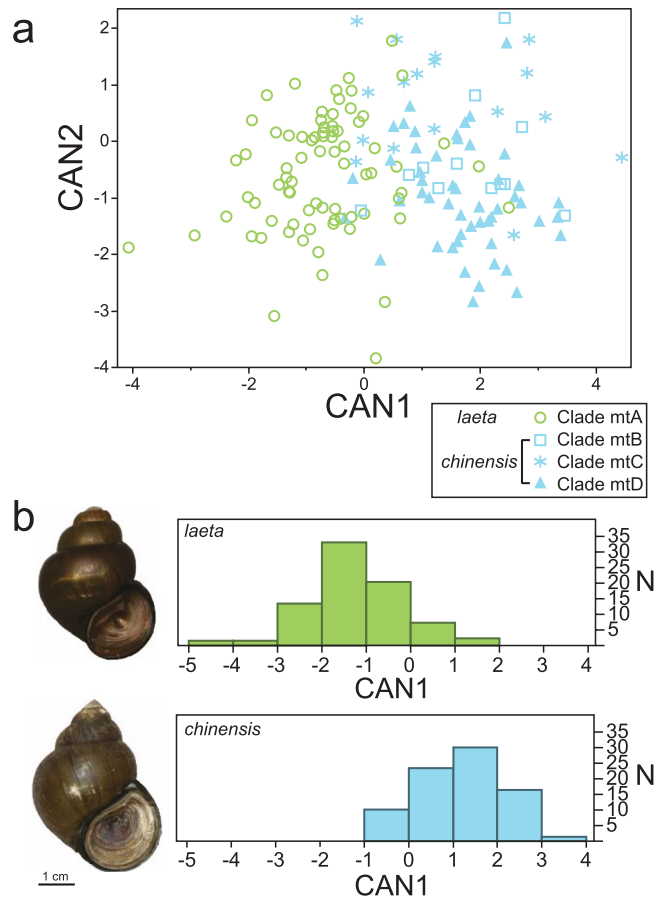 a
CAN2
2
1
0
-1
-2
-3
-4
-4 -2 0 2 4
CAN1
laeta Clade mtA
Clade mtB
chinensis Clade mtC
Clade mtD
b
laeta
35
30
25
20
15
10
5
N
-5 -4 -3 -2 -1 0 1 2 3 4
CAN1
chinensis
35
30
25
20
15
10
5
N
-5 -4 -3 -2 -1 0 1 2 3 4
CAN1
1 cm